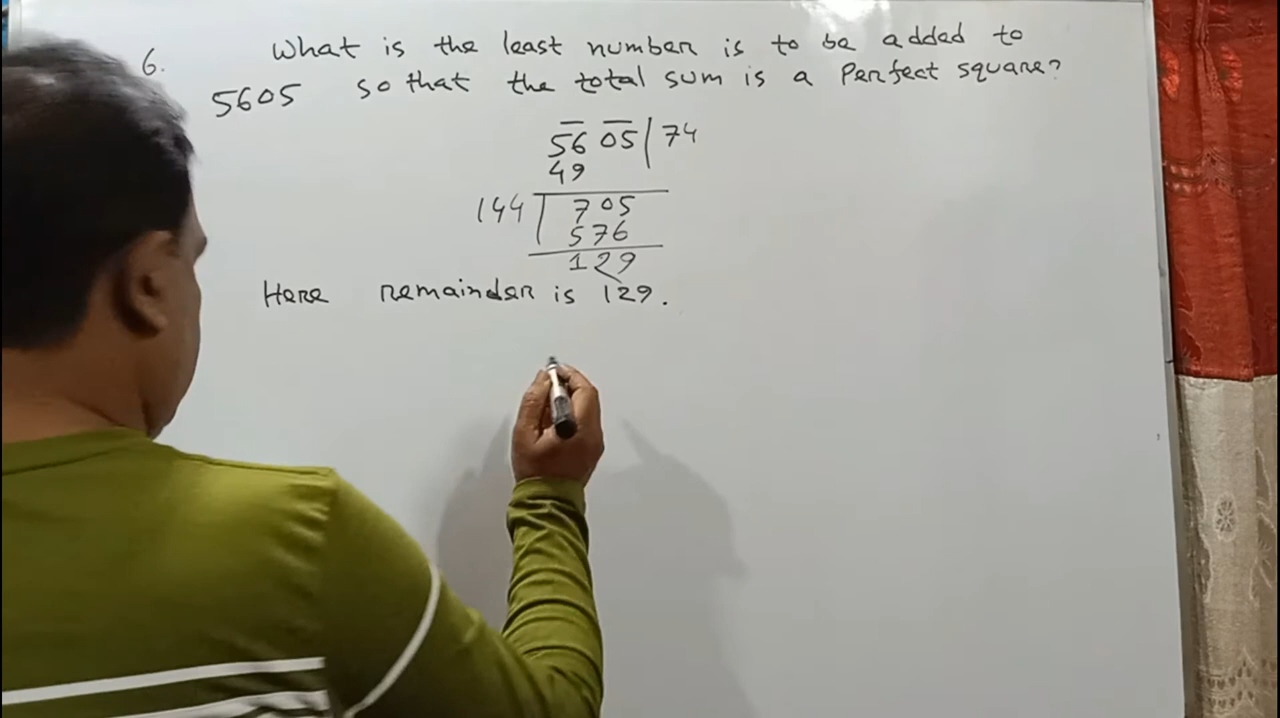 6. What is the least number is to be added to
5605 so that the total sum is a Perfect square?
56 05 74
49
144 705
576
129
Here remainder is 129.